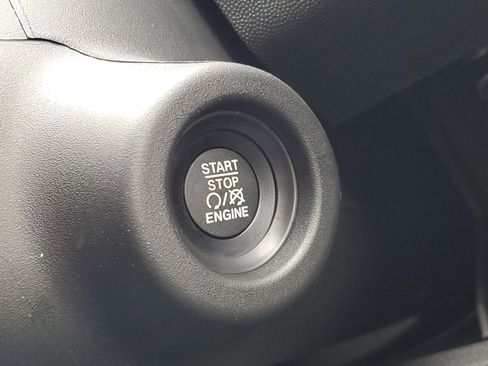 START
STOP
/
ENGINE